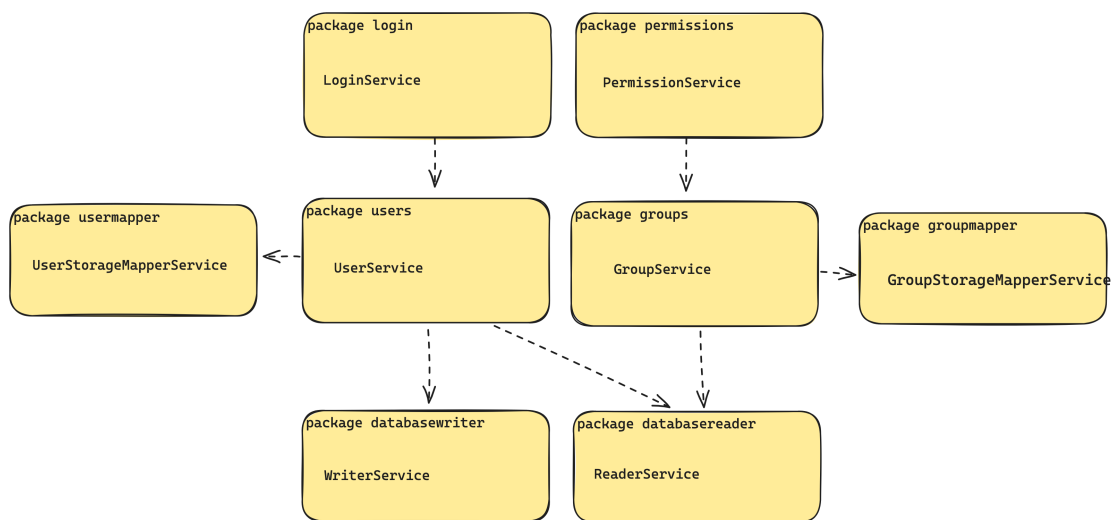 package login
LoginService
package permissions
PermissionService
package usermapper
UserStorageMapperService
package users
UserService
package groups
GroupService
package groupmapper
GroupStorageMapperService
package databasewriter
WriterService
package databasereader
ReaderService